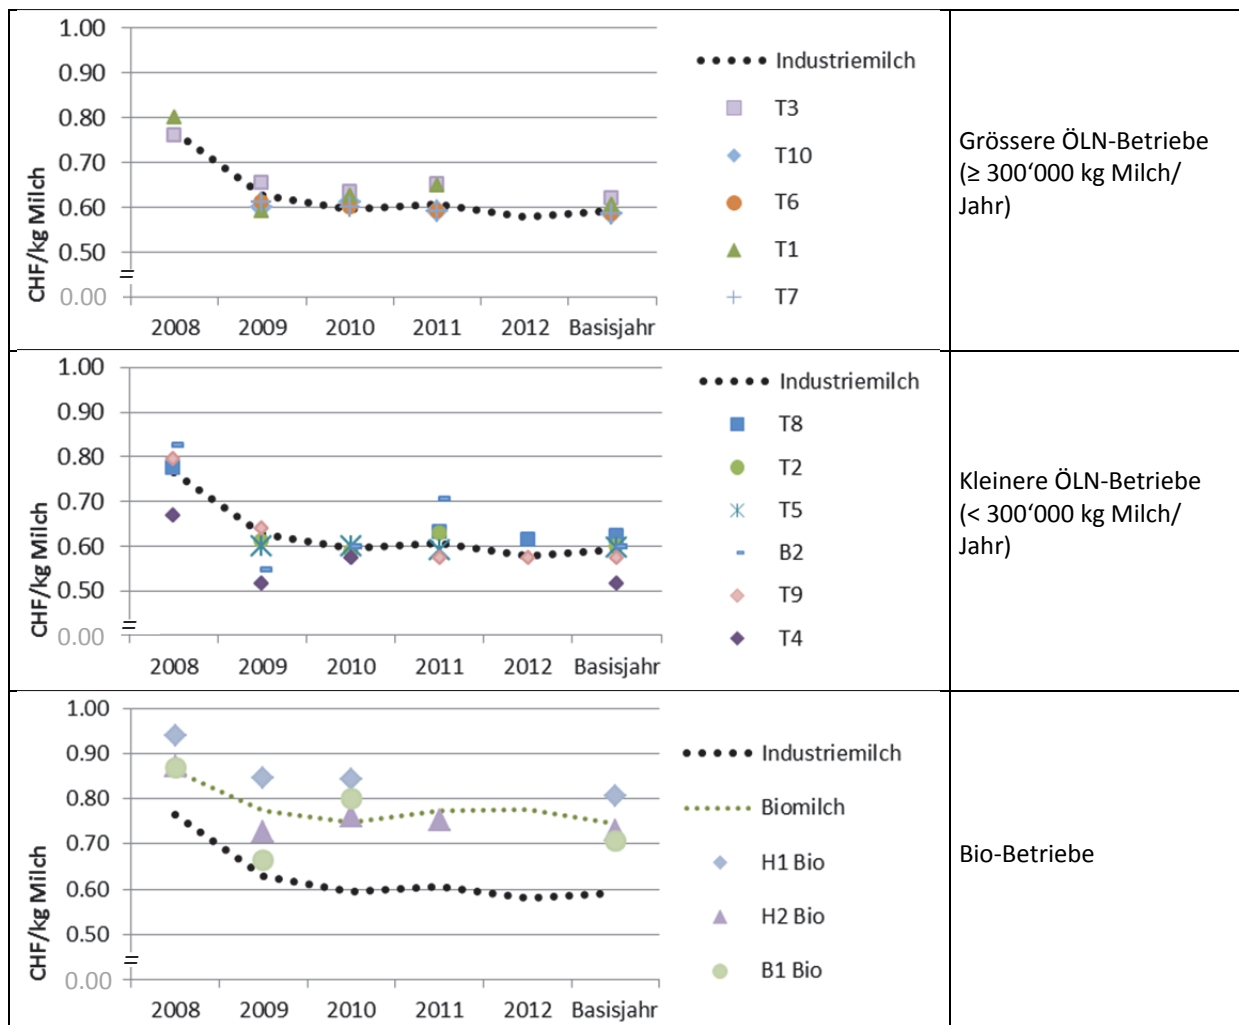 1.00
0.90
0.80
0.70
0.60
0.50
0.00
CHF/kg Milch
2008 2009 2010 2011 2012 Basisjahr
Industriemilch
T3
T10
T6
T1
T7
Grössere ÖLN-Betriebe
(≥ 300‘000 kg Milch/
Jahr)
1.00
0.90
0.80
0.70
0.60
0.50
0.00
CHF/kg Milch
2008 2009 2010 2011 2012 Basisjahr
Industriemilch
T8
T2
T5
B2
T9
T4
Kleinere ÖLN-Betriebe
(< 300‘000 kg Milch/
Jahr)
1.00
0.90
0.80
0.70
0.60
0.50
0.00
CHF/kg Milch
2008 2009 2010 2011 2012 Basisjahr
Industriemilch
Biomilch
H1 Bio
H2 Bio
B1 Bio
Bio-Betriebe